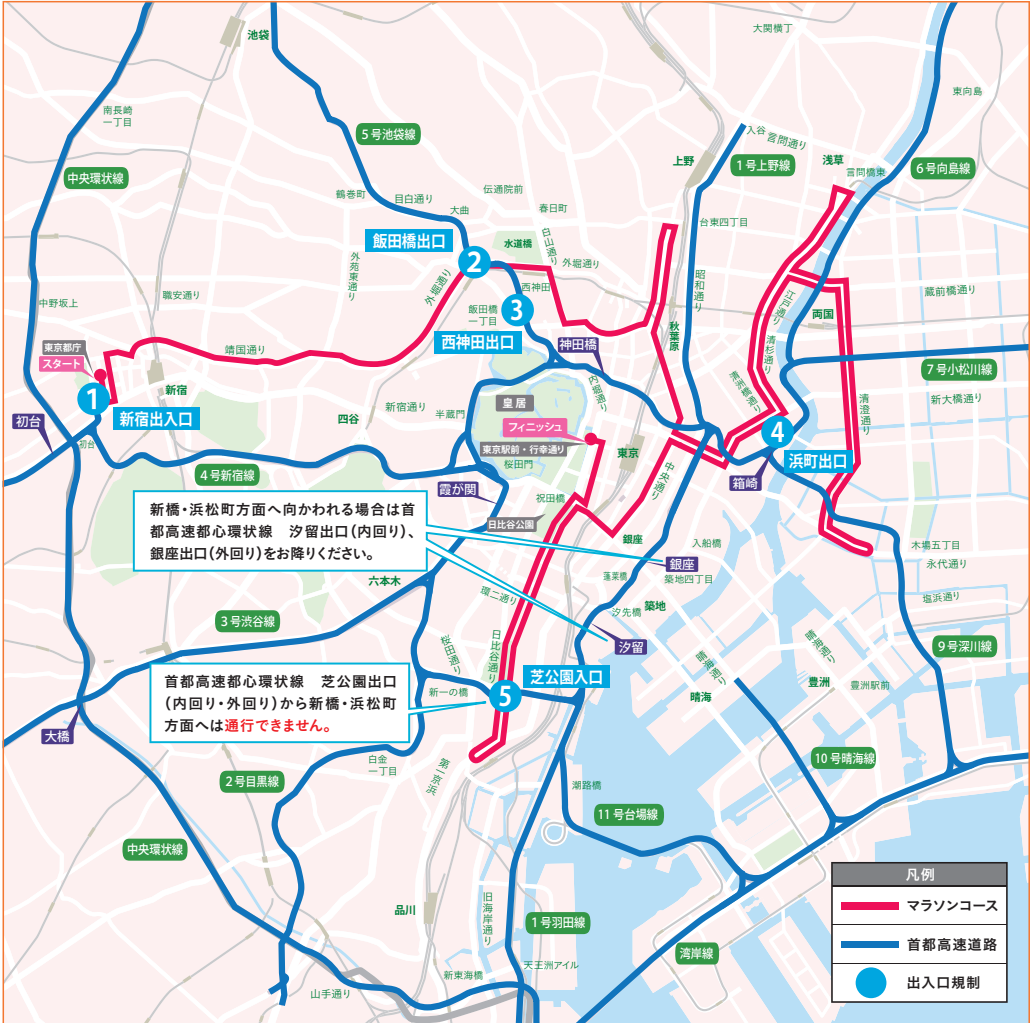 池袋
大関横丁
東向島
南長崎
一丁目
5号池袋線
入谷
言問通り
上野
1号上野線
浅草
言問橋東
6号向島線
中央環状線
鶴巻町
目白通り
伝通院前
大曲
春日町
台東四丁目
飯田橋出口
2
水道橋
白山通り
外堀通り
外苑東通り
外堀通り
西神田
3
飯田橋
一丁目
西神田出口
神田橋
昭和通り
秋葉原
江戸通り
蔵前橋通り
両国
中野坂上
職安通り
靖国通り
東京都庁
スタート
新宿
1
新宿出入口
初台
初台
四谷
新宿通り
半蔵門
内堀通り
皇居
フィニッシュ
東京駅前・行幸通り
桜田門
東京
清杉通り
清洲橋通り
7号小松川線
新大橋通り
清澄通り
4
浜町出口
箱崎
中央通り
4号新宿線
霞が関
祝田橋
日比谷公園
新橋・浜松町方面へ向かわれる場合は首
都高速都心環状線　汐留出口(内回り)、
銀座出口(外回り)をお降りください。
銀座
入船橋
銀座
築地四丁目
蓬莱橋
築地
汐先橋
汐留
木場五丁目
永代通り
塩浜通り
9号深川線
六本木
環二通り
3号渋谷線
桜田通り
日比谷通り
芝公園入口
5
新一の橋
首都高速都心環状線　芝公園出口
(内回り・外回り)から新橋・浜松町
方面へは通行できません。
晴海通り
晴海通り
晴海
豊洲
豊洲駅前
大橋
白金
一丁目
第一京浜
2号目黒線
潮路橋
10号晴海線
11号台場線
中央環状線
品川
旧海岸通り
1号羽田線
湾岸線
天王洲アイル
新東海橋
山手通り
凡例
マラソンコース
首都高速道路
出入口規制